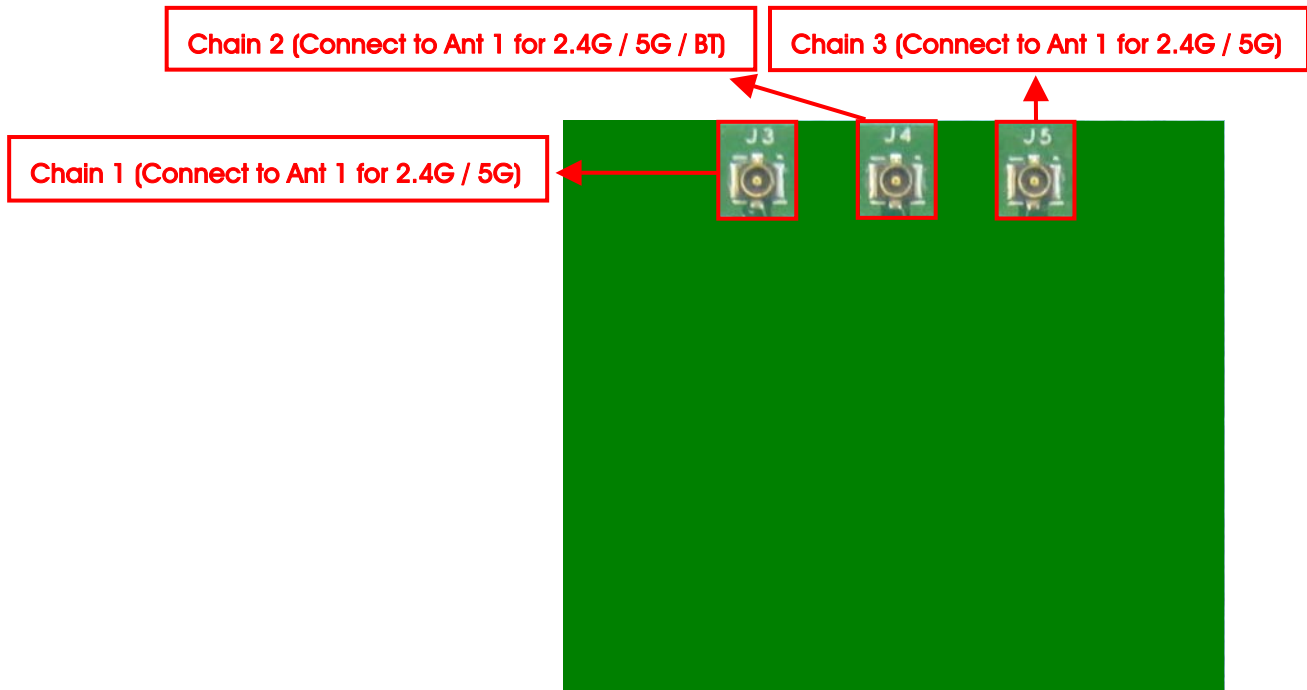 Chain 2 (Connect to Ant 1 for 2.4G / 5G / BT)
Chain 3 (Connect to Ant 1 for 2.4G / 5G)
Chain 1 (Connect to Ant 1 for 2.4G / 5G)
J3
J4
J5